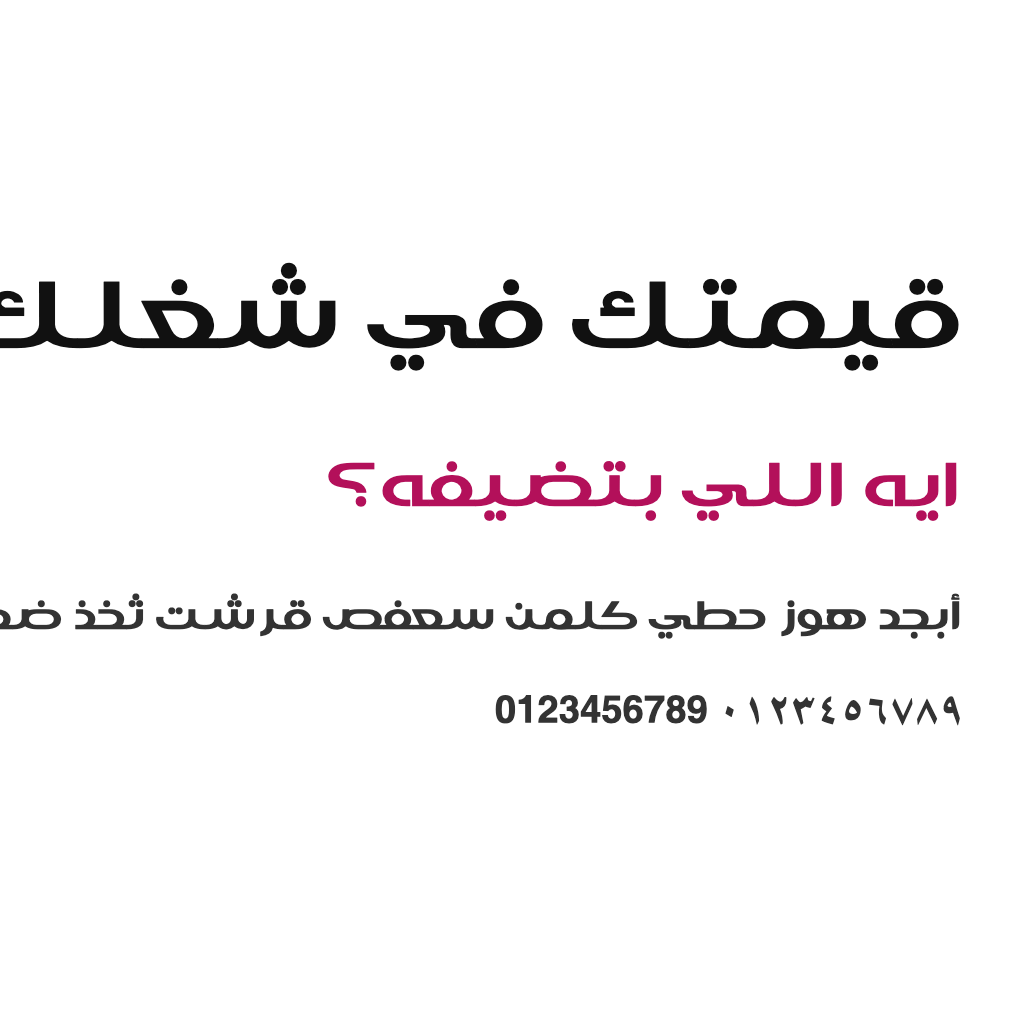 قيمتك في شغلك
ايه اللي بتضيفه؟
أبجد هوز حطي كلمن سعفص قرشت ثخذ
0123456789 ٠١٢٣٤٥٦٧٨٩